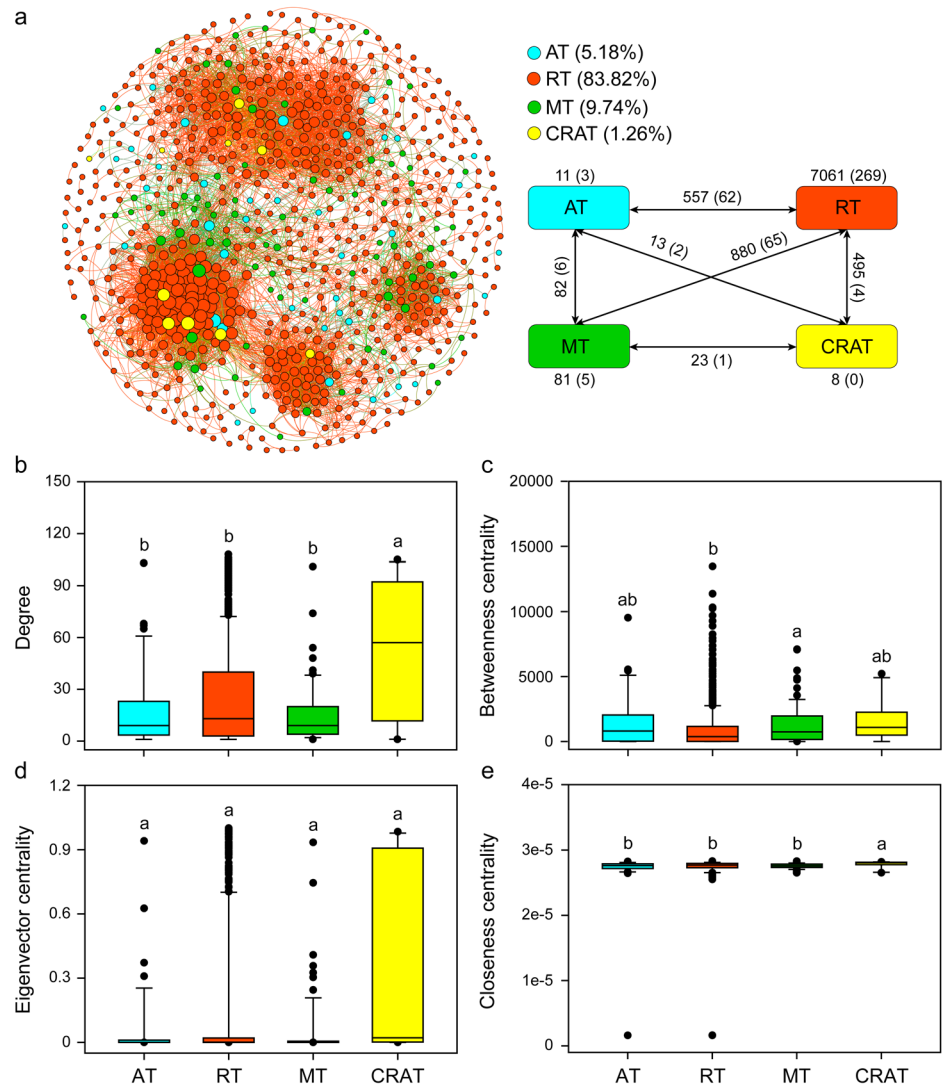 a
AT (5.18%)
RT (83.82%)
MT (9.74%)
CRAT (1.26%)
11 (3)
7061 (269)
AT
557 (62)
RT
13 (2)
880 (65)
82 (9)
495 (4)
MT
23 (1)
CRAT
81 (5)
8 (0)
b
150
120
90
60
30
0
Degree
b
b
b
a
c
20000
15000
10000
5000
0
Betweenness centrality
ab
b
a
ab
d
1.2
0.9
0.6
0.3
0
Eigenvector centrality
a
a
a
a
AT
RT
MT
CRAT
e
4e-5
3e-5
2e-5
1e-5
0
Closeness centrality
b
b
b
a
AT
RT
MT
CRAT